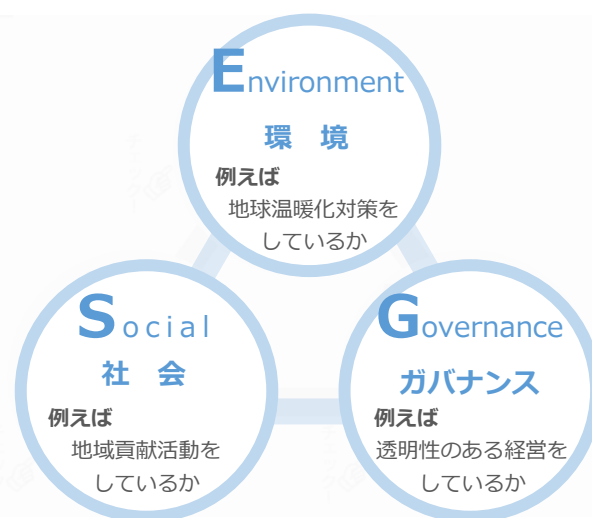 Environment
環 境
例えば
地球温暖化対策を
しているか
Social
社 会
例えば
地域貢献活動を
しているか
Governance
ガバナンス
例えば
透明性のある経営を
しているか